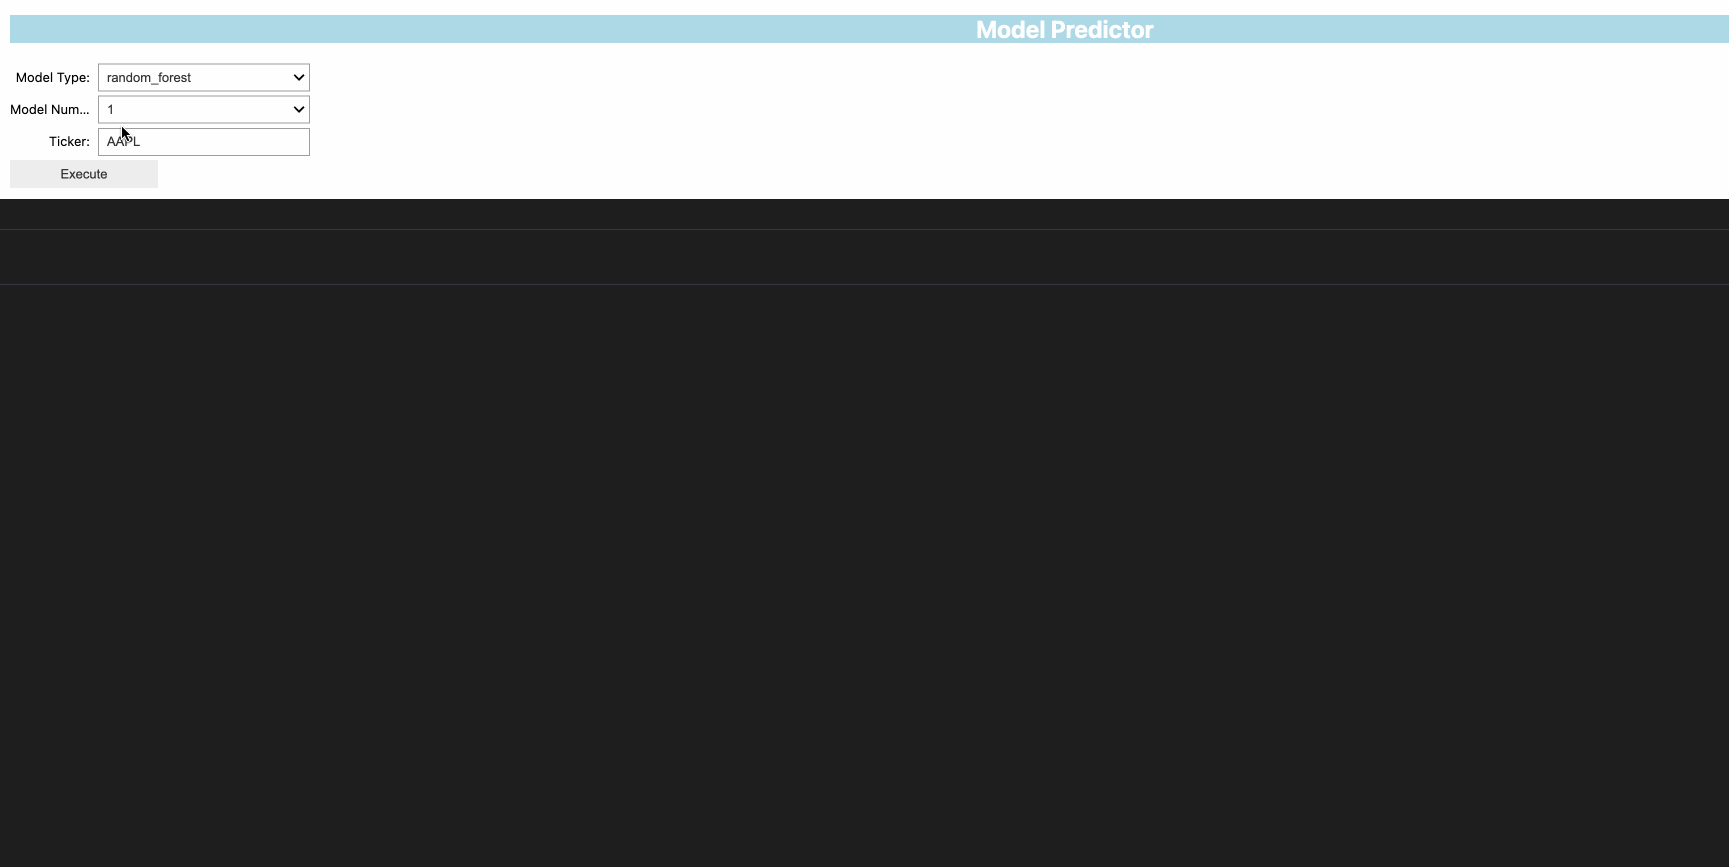 Model Predictor
Model Type: random_forest
Model Num... 1
Ticker: AAPL
Execute